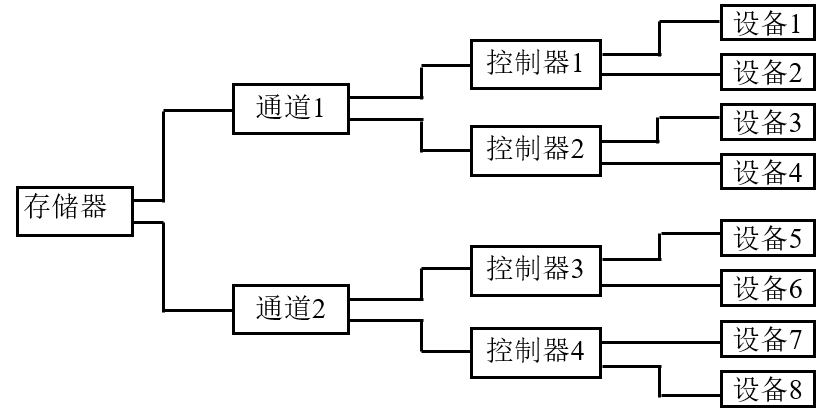 存储器
通道1
通道2
控制器1
控制器2
控制器3
控制器4
设备1
设备2
设备3
设备4
设备5
设备6
设备7
设备8